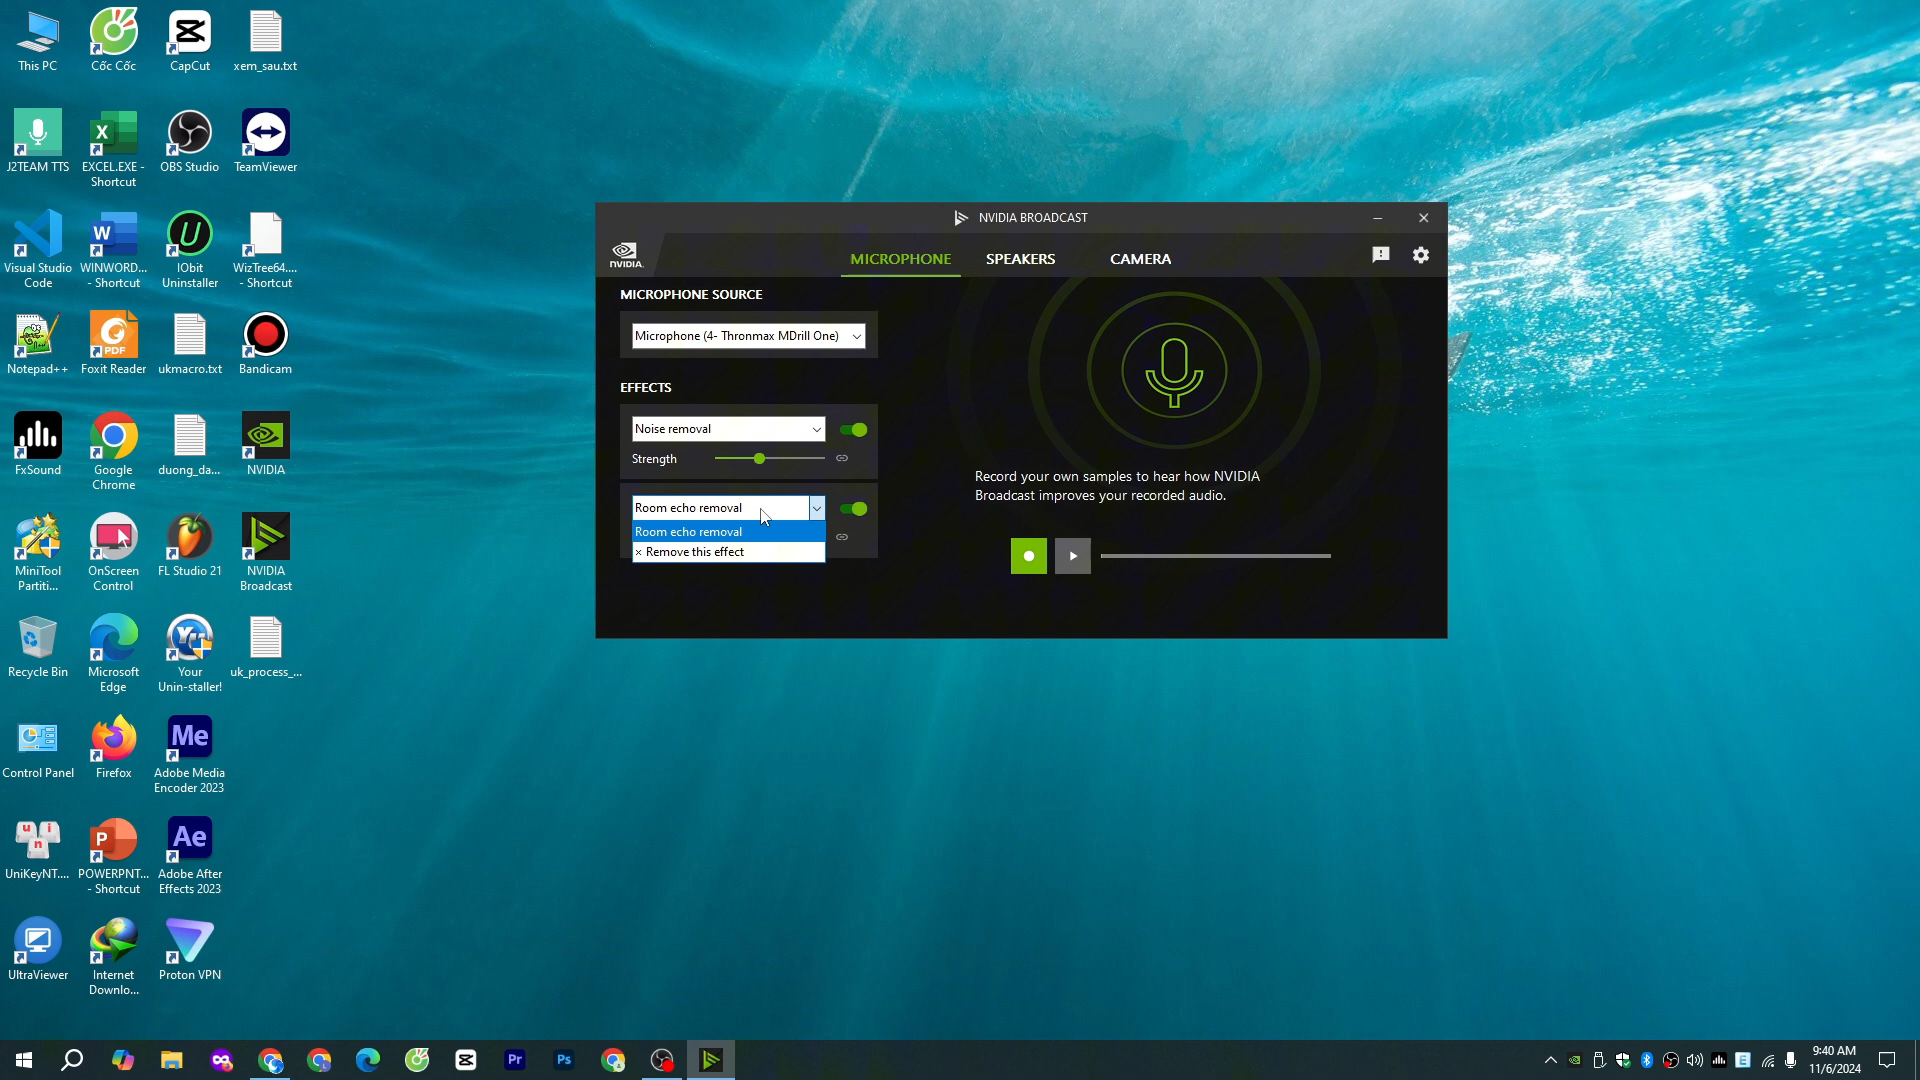 This PC
Cốc Cốc
CapCut
xem_sau.txt
J2TEAM TTS
EXCEL.EXE -
Shortcut
OBS Studio
TeamViewer
Visual Studio
Code
WINWORD...
- Shortcut
IObit
Uninstaller
WizTree64....
- Shortcut
Notepad++
Foxit Reader
ukmacro.txt
Bandicam
FxSound
Google
Chrome
duong_da...
NVIDIA
MiniTool
Partiti...
OnScreen
Control
FL Studio 21
NVIDIA
Broadcast
Recycle Bin
Microsoft
Edge
Your
Unin-staller!
uk_process_...
Control Panel
Firefox
Adobe Media
Encoder 2023
UniKeyNT....
POWERPNT...
- Shortcut
Adobe After
Effects 2023
UltraViewer
Internet
Downlo...
Proton VPN
NVIDIA BROADCAST
NVIDIA.
MICROPHONE
SPEAKERS
CAMERA
MICROPHONE SOURCE
Microphone (4- Thronmax MDrill One)
EFFECTS
Noise removal
Strength
Room echo removal
Room echo removal
× Remove this effect
Record your own samples to hear how NVIDIA
Broadcast improves your recorded audio.
9:40 AM
11/6/2024